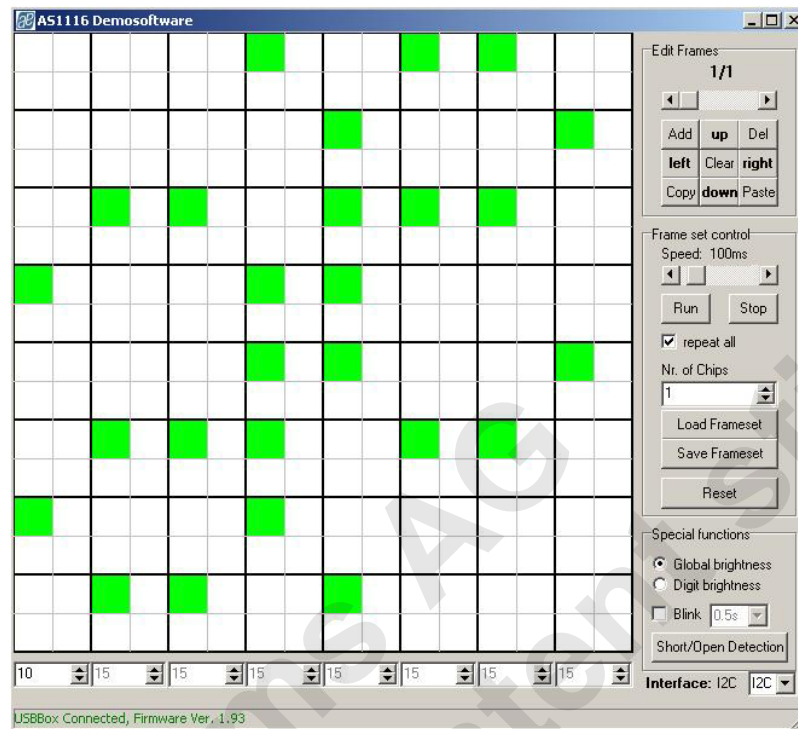 AS1116 Demosoftware
Edit Frames
1/1
Add up Del
left Clear right
Copy down Paste
Frame set control
Speed: 100ms
Run Stop
repeat all
Nr. of Chips
1
Load Frameset
Save Frameset
Reset
Special functions
Global brightness
Digit brightness
Blink 0.5s
Short/Open Detection
10 15 15 15 15 15 15 15
Interface: I2C I2C
USBBox Connected, Firmware Ver. 1.93